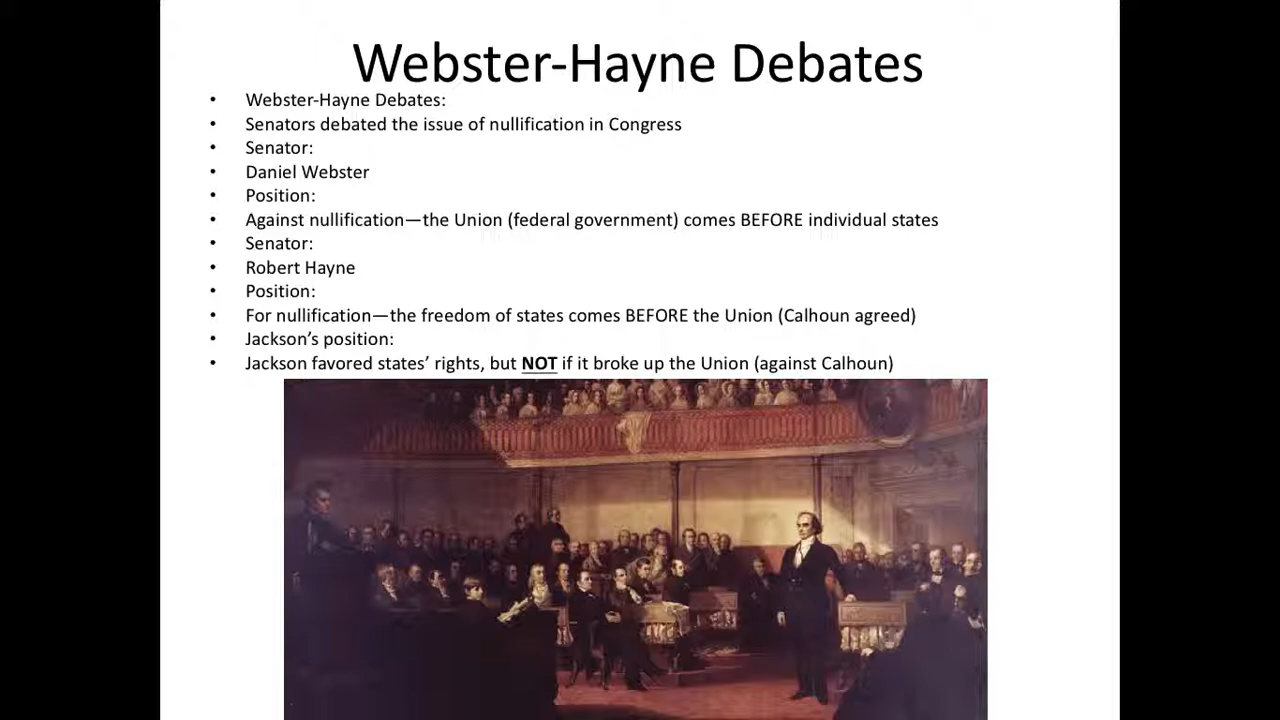 Webster-Hayne Debates
• Webster-Hayne Debates:
• Senators debated the issue of nullification in Congress
• Senator:
• Daniel Webster
• Position:
• Against nullification—the Union (federal government) comes BEFORE individual states
• Senator:
• Robert Hayne
• Position:
• For nullification—the freedom of states comes BEFORE the Union (Calhoun agreed)
• Jackson’s position:
• Jackson favored states’ rights, but NOT if it broke up the Union (against Calhoun)